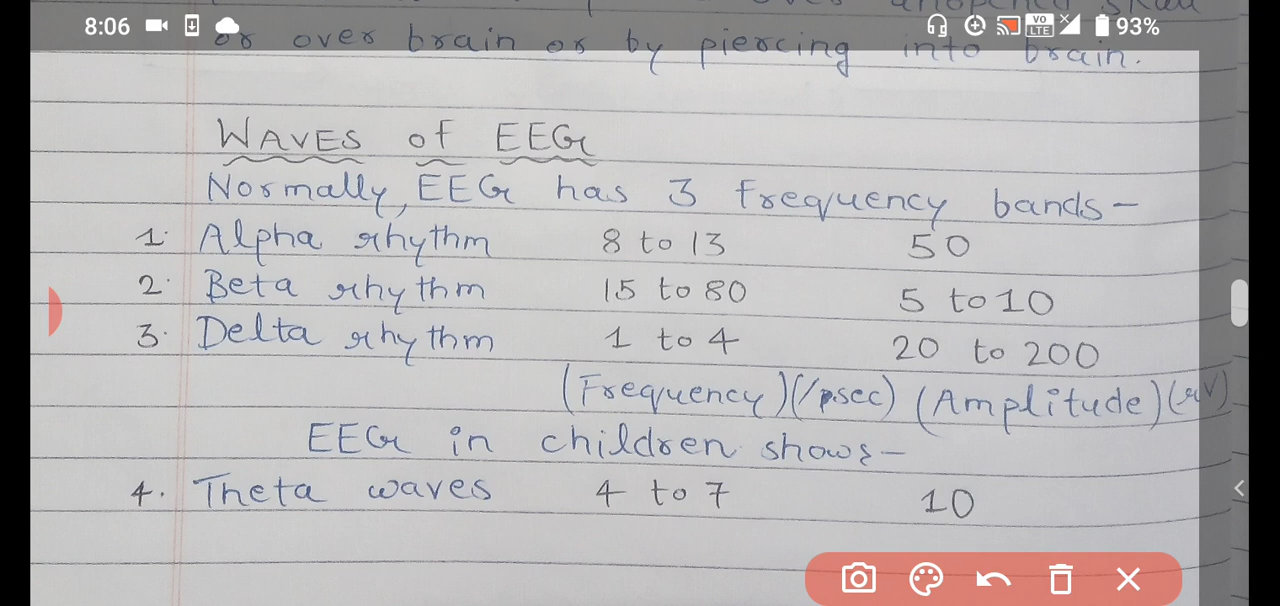 8:06 VO LTE 93%
or over brain or by piercing into brain.
WAVES of EEG
Normally, EEG has 3 frequency bands-
1. Alpha rhythm 8 to 13 50
2. Beta rhythm 15 to 80 5 to 10
3. Delta rhythm 1 to 4 20 to 200
(Frequency) (/psec) (Amplitude) (μV)
EEG in children shows-
4. Theta waves 4 to 7 10